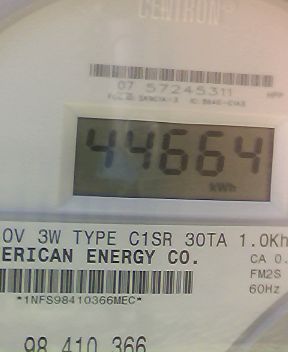 CENTRON®
07 57245311
44664
kWh
0V 3W TYPE C1SR 30TA 1.0Kh
ERICAN ENERGY CO.
CA 0.
FM2S
60Hz
*1NFS98410366MEC*
98 410 366